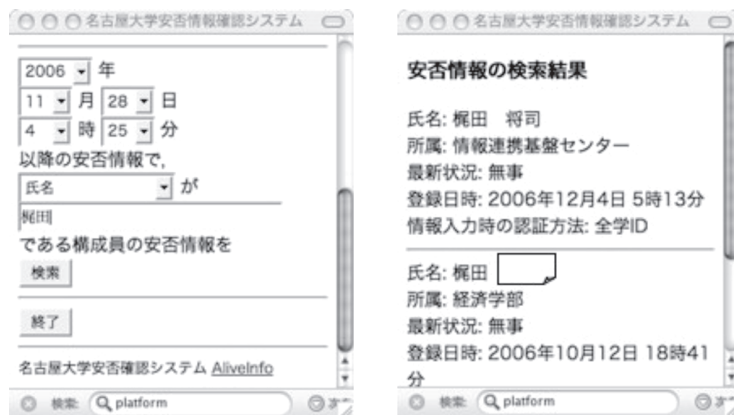 名古屋大学安否情報確認システム
2006 年
11 月 28 日
4 時 25 分
以降の安否情報で,
氏名 が
梶田
である構成員の安否情報を
検索
終了
名古屋大学安否確認システム AliveInfo
検索: platform
名古屋大学安否情報確認システム
安否情報の検索結果
氏名: 梶田　将司
所属: 情報連携基盤センター
最新状況: 無事
登録日時: 2006年12月4日 5時13分
情報入力時の認証方法: 全学ID
氏名: 梶田
所属: 経済学部
最新状況: 無事
登録日時: 2006年10月12日 18時41
分
検索: platform